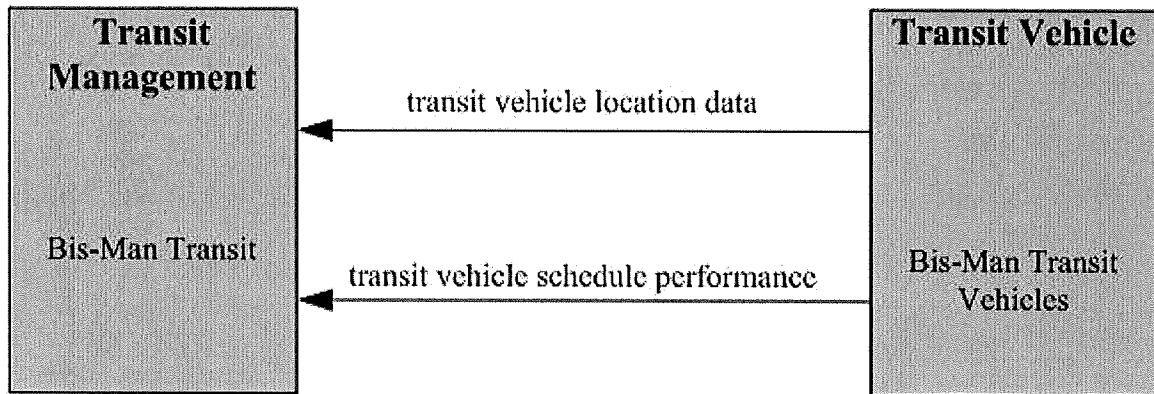 Transit
Management
Transit Vehicle
transit vehicle location data
Bis-Man Transit
transit vehicle schedule performance
Bis-Man Transit
Vehicles